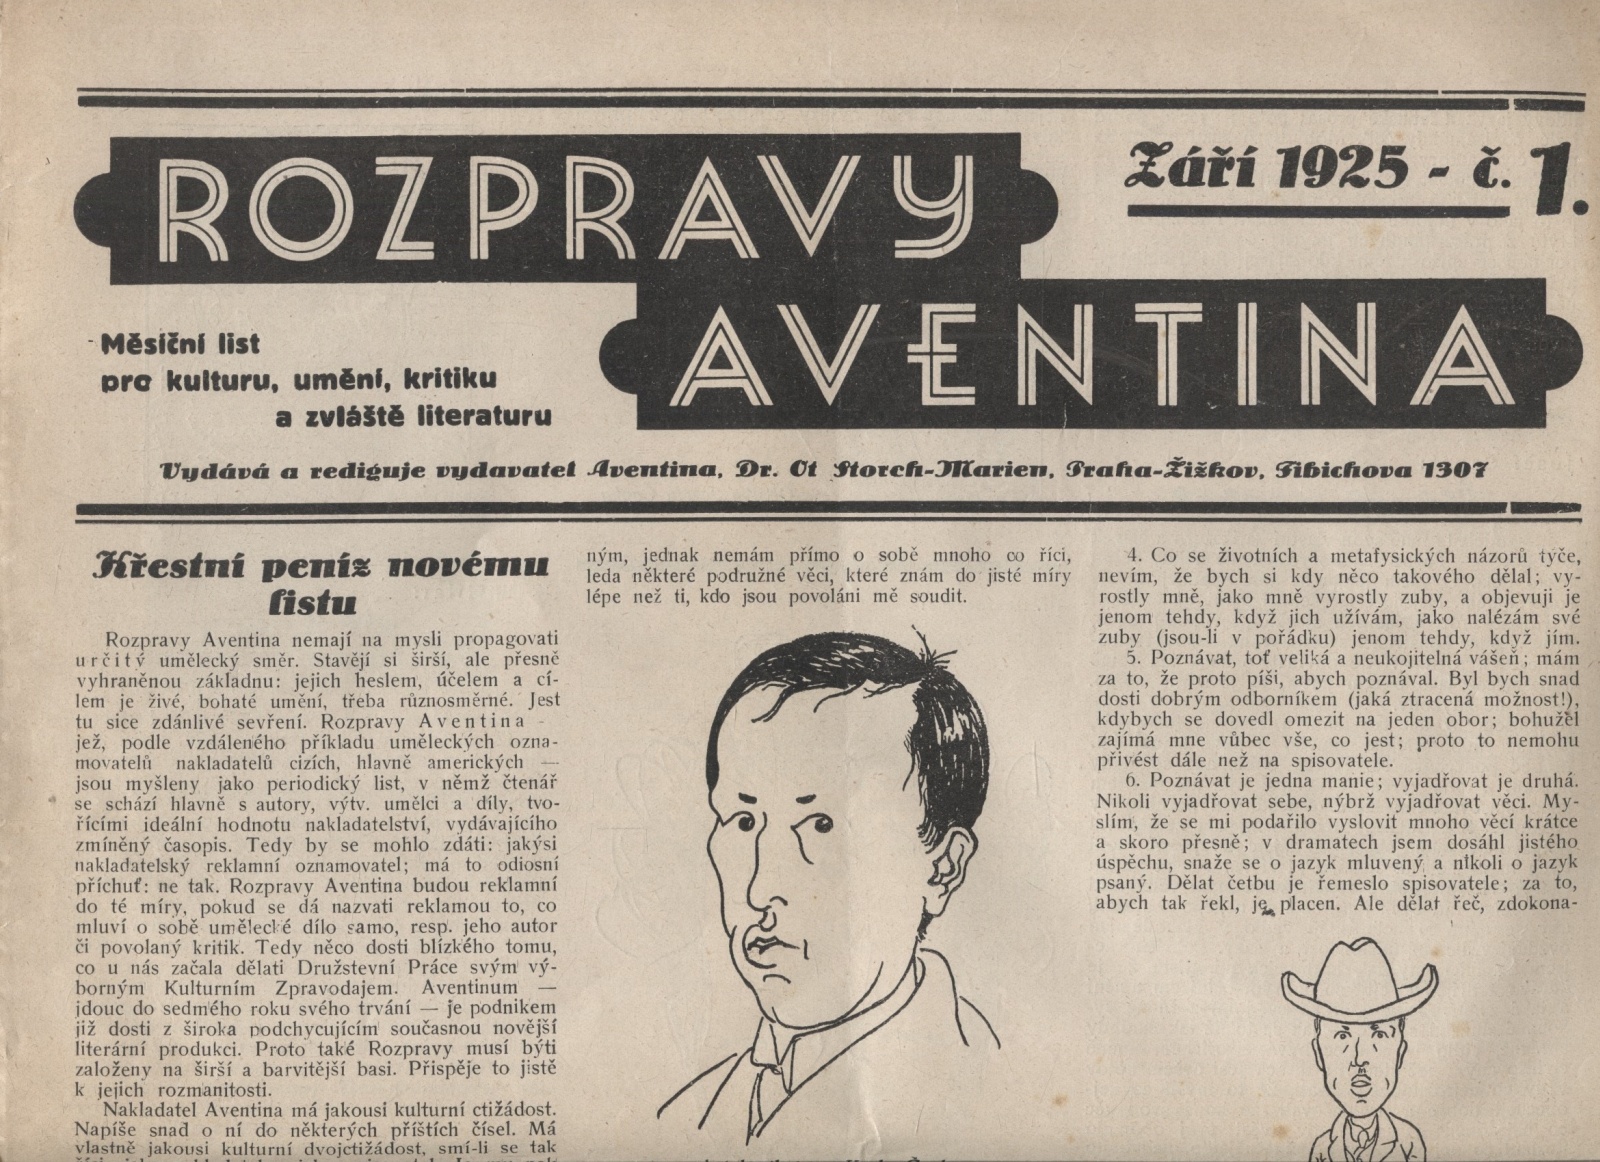 ROZPRAVY
AVENTINA
Září 1925 - č. 1.
Měsíční list
pro kulturu, umění, kritiku
a zvláště literaturu
Vydává a rediguje vydavatel Aventina, Dr. Ot Storch-Marien, Praha-Žižkov, Fibichova 1307
Křestní peníz novému
listu
Rozpravy Aventina nemají na mysli propagovati
určitý umělecký směr. Stavějí si širší, ale přesně
vyhraněnou základnu: jejich heslem, účelem a cí-
lem je živé, bohaté umění, třeba různosměrné. Jest
tu sice zdánlivé sevření. Rozpravy Aventina -
jež, podle vzdáleného příkladu uměleckých ozna-
movatelů nakladatelů cizích, hlavně amerických —
jsou myšleny jako periodický list, v němž čtenář
se schází hlavně s autory, výtv. umělci a díly, tvo-
řícími ideální hodnotu nakladatelství, vydávajícího
zmíněný časopis. Tedy by se mohlo zdáti: jakýsi
nakladatelský reklamní oznamovatel; má to odiosní
příchuť: ne tak. Rozpravy Aventina budou reklamní
do té míry, pokud se dá nazvati reklamou to, co
mluví o sobě umělecké dílo samo, resp. jeho autor
či povolaný kritik. Tedy něco dosti blízkého tomu,
co u nás začala dělati Družstevní Práce svým vý-
borným Kulturním Zpravodajem. Aventinum —
jdouc do sedmého roku svého trvání — je podnikem
již dosti z široka podchycujícím současnou novější
literární produkci. Proto také Rozpravy musí býti
založeny na širší a barvitější basi. Přispěje to jistě
k jejich rozmanitosti.
Nakladatel Aventina má jakousi kulturní ctižádost.
Napíše snad o ní do některých příštích čísel. Má
vlastně jakousi kulturní dvojctižádost, smí-li se tak
ným, jednak nemám přímo o sobě mnoho co říci,
leda některé podružné věci, které znám do jisté míry
lépe než ti, kdo jsou povoláni mě soudit.
4. Co se životních a metafysických názorů týče,
nevím, že bych si kdy něco takového dělal; vy-
rostly mně, jako mně vyrostly zuby, a objevuji je
jenom tehdy, když jich užívám, jako nalézám své
zuby (jsou-li v pořádku) jenom tehdy, když jím.
5. Poznávat, toť veliká a neukojitelná vášeň; mám
za to, že proto píši, abych poznával. Byl bych snad
dosti dobrým odborníkem (jaká ztracená možnost!),
kdybych se dovedl omezit na jeden obor; bohužel
zajímá mne vůbec vše, co jest; proto to nemohu
přivést dále než na spisovatele.
6. Poznávat je jedna manie; vyjadřovat je druhá.
Nikoli vyjadřovat sebe, nýbrž vyjadřovat věci. My-
slím, že se mi podařilo vyslovit mnoho věcí krátce
a skoro přesně; v dramatech jsem dosáhl jistého
úspěchu, snaže se o jazyk mluvený a nikoli o jazyk
psaný. Dělat četbu je řemeslo spisovatele; za to,
abych tak řekl, je placen. Ale dělat řeč, zdokona-